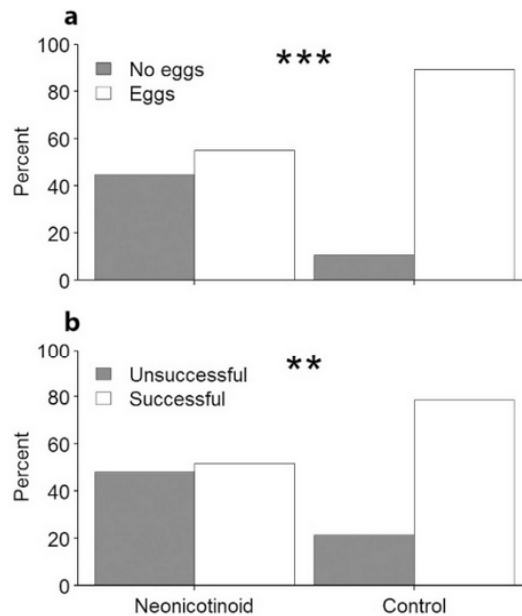 a
100
80
60
40
20
0
Percent
No eggs
Eggs
***
b
100
80
60
40
20
0
Percent
Unsuccessful
Successful
**
Neonicotinoid Control